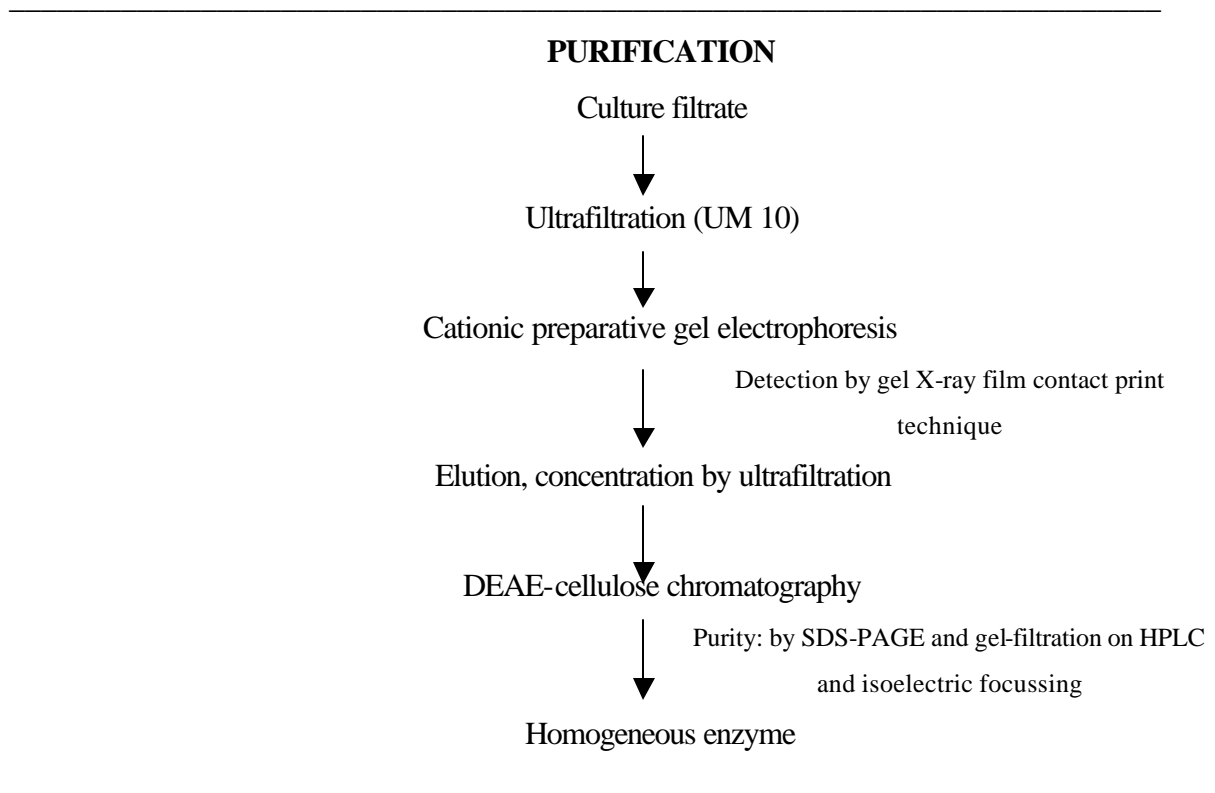 PURIFICATION
Culture filtrate
Ultrafiltration (UM 10)
Cationic preparative gel electrophoresis
Detection by gel X-ray film contact print
technique
Elution, concentration by ultrafiltration
DEAE-cellulose chromatography
Purity: by SDS-PAGE and gel-filtration on HPLC
and isoelectric focussing
Homogeneous enzyme